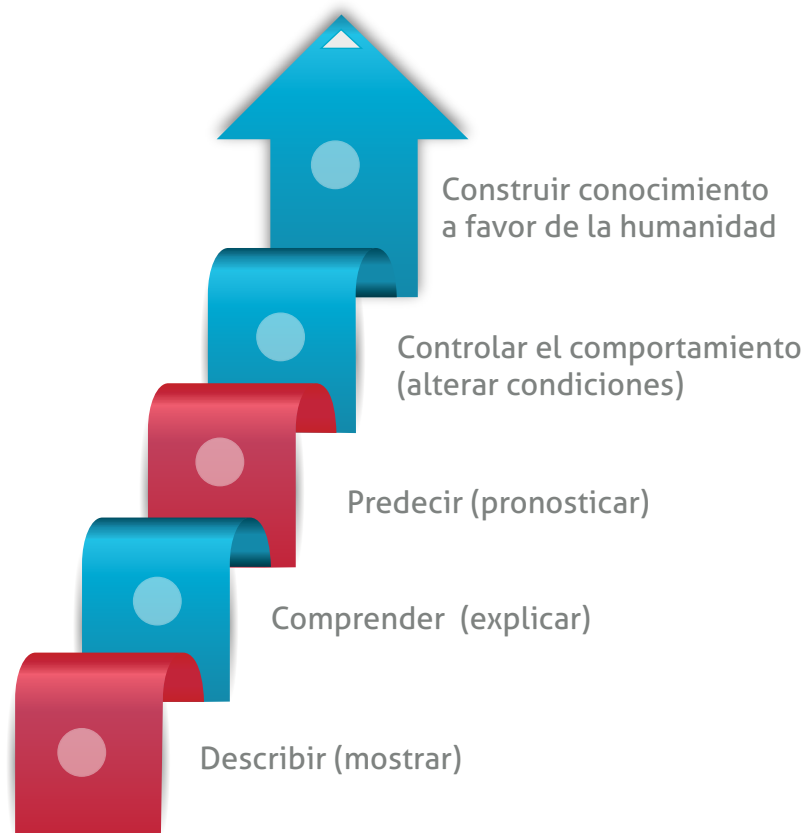 Construir conocimiento
a favor de la humanidad
Controlar el comportamiento
(alterar condiciones)
Predecir (pronosticar)
Comprender (explicar)
Describir (mostrar)